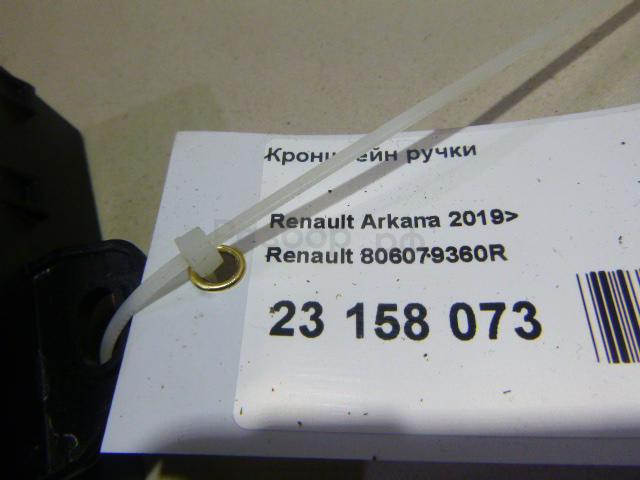 Кронштейн ручки
Renault Arkana 2019>
Renault 806079360R
23 158 073